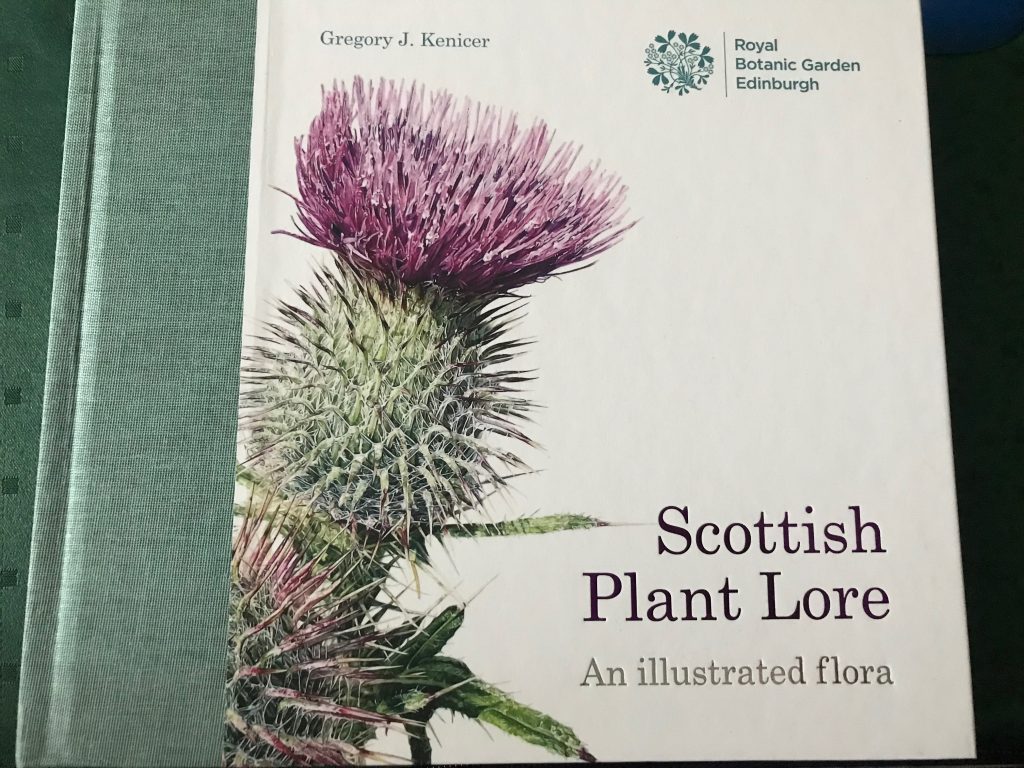 Gregory J. Kenicer
Royal
Botanic Garden
Edinburgh
Scottish
Plant Lore
An illustrated flora